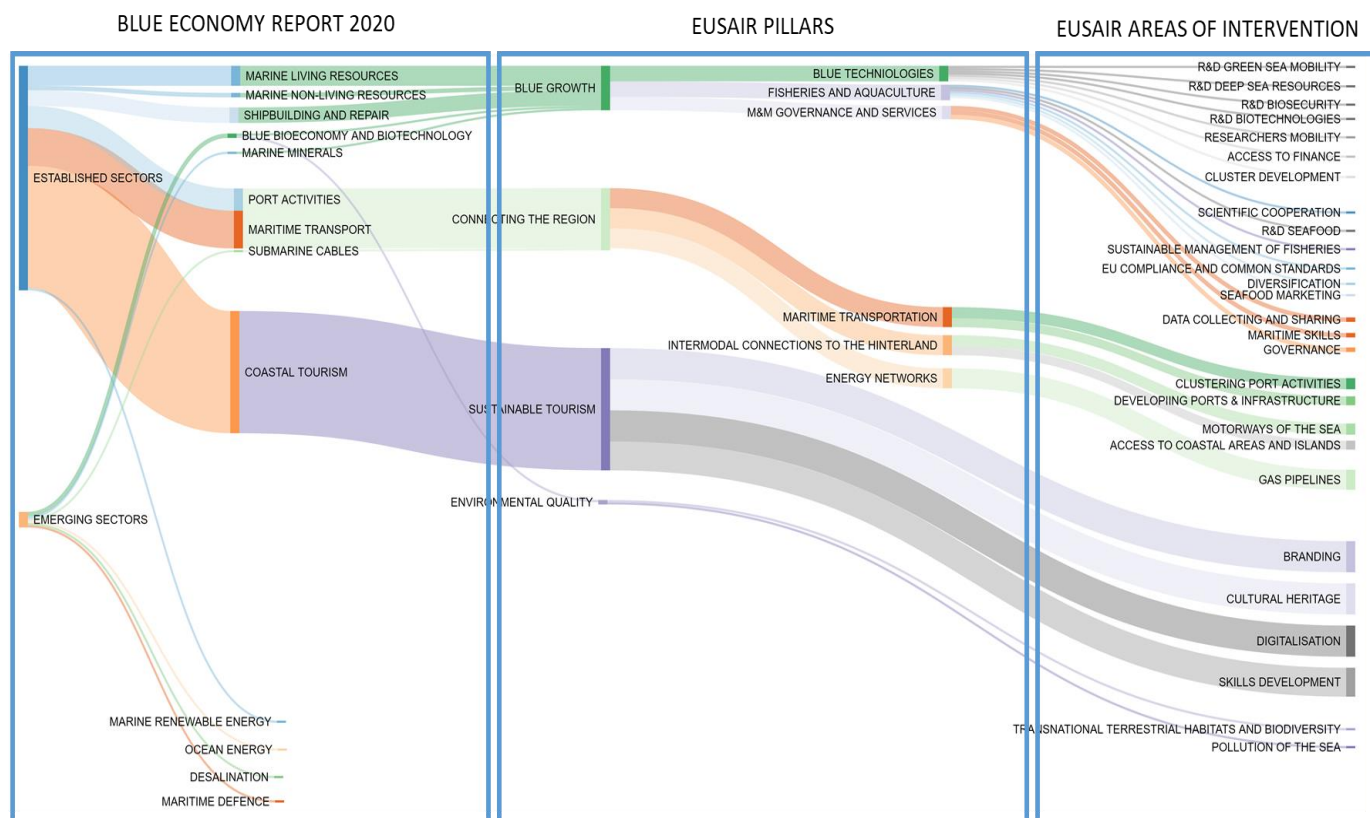 BLUE ECONOMY REPORT 2020
EUSAIR PILLARS
EUSAIR AREAS OF INTERVENTION
ESTABLISHED SECTORS
EMERGING SECTORS
MARINE LIVING RESOURCES
MARINE NON-LIVING RESOURCES
SHIPBUILDING AND REPAIR
BLUE BIOECONOMY AND BIOTECHNOLOGY
MARINE MINERALS
PORT ACTIVITIES
MARITIME TRANSPORT
SUBMARINE CABLES
COASTAL TOURISM
MARINE RENEWABLE ENERGY
OCEAN ENERGY
DESALINATION
MARITIME DEFENCE
BLUE GROWTH
CONNECTING THE REGION
SUSTAINABLE TOURISM
ENVIRONMENTAL QUALITY
BLUE TECHNOLOGIES
FISHERIES AND AQUACULTURE
M&M GOVERNANCE AND SERVICES
MARITIME TRANSPORTATION
INTERMODAL CONNECTIONS TO THE HINTERLAND
ENERGY NETWORKS
R&D GREEN SEA MOBILITY
R&D DEEP SEA RESOURCES
R&D BIOSECURITY
R&D BIOTECHNOLOGIES
RESEARCHERS MOBILITY
ACCESS TO FINANCE
CLUSTER DEVELOPMENT
SCIENTIFIC COOPERATION
R&D SEAFOOD
SUSTAINABLE MANAGEMENT OF FISHERIES
EU COMPLIANCE AND COMMON STANDARDS
DIVERSIFICATION
SEAFOOD MARKETING
DATA COLLECTING AND SHARING
MARITIME SKILLS
GOVERNANCE
CLUSTERING PORT ACTIVITIES
DEVELOPIING PORTS & INFRASTRUCTURE
MOTORWAYS OF THE SEA
ACCESS TO COASTAL AREAS AND ISLANDS
GAS PIPELINES
BRANDING
CULTURAL HERITAGE
DIGITALISATION
SKILLS DEVELOPMENT
TRANSNATIONAL TERRESTRIAL HABITATS AND BIODIVERSITY
POLLUTION OF THE SEA